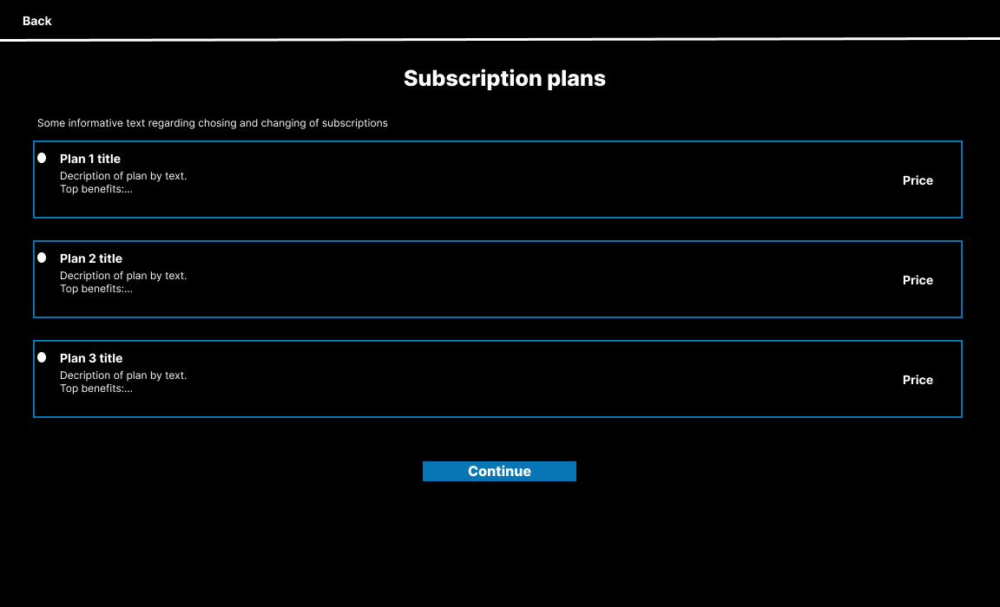 Back
Subscription plans
Some informative text regarding chosing and changing of subscriptions
Plan 1 title
Decription of plan by text.
Top benefits:...
Price
Plan 2 title
Decription of plan by text.
Top benefits:...
Price
Plan 3 title
Decription of plan by text.
Top benefits:...
Price
Continue